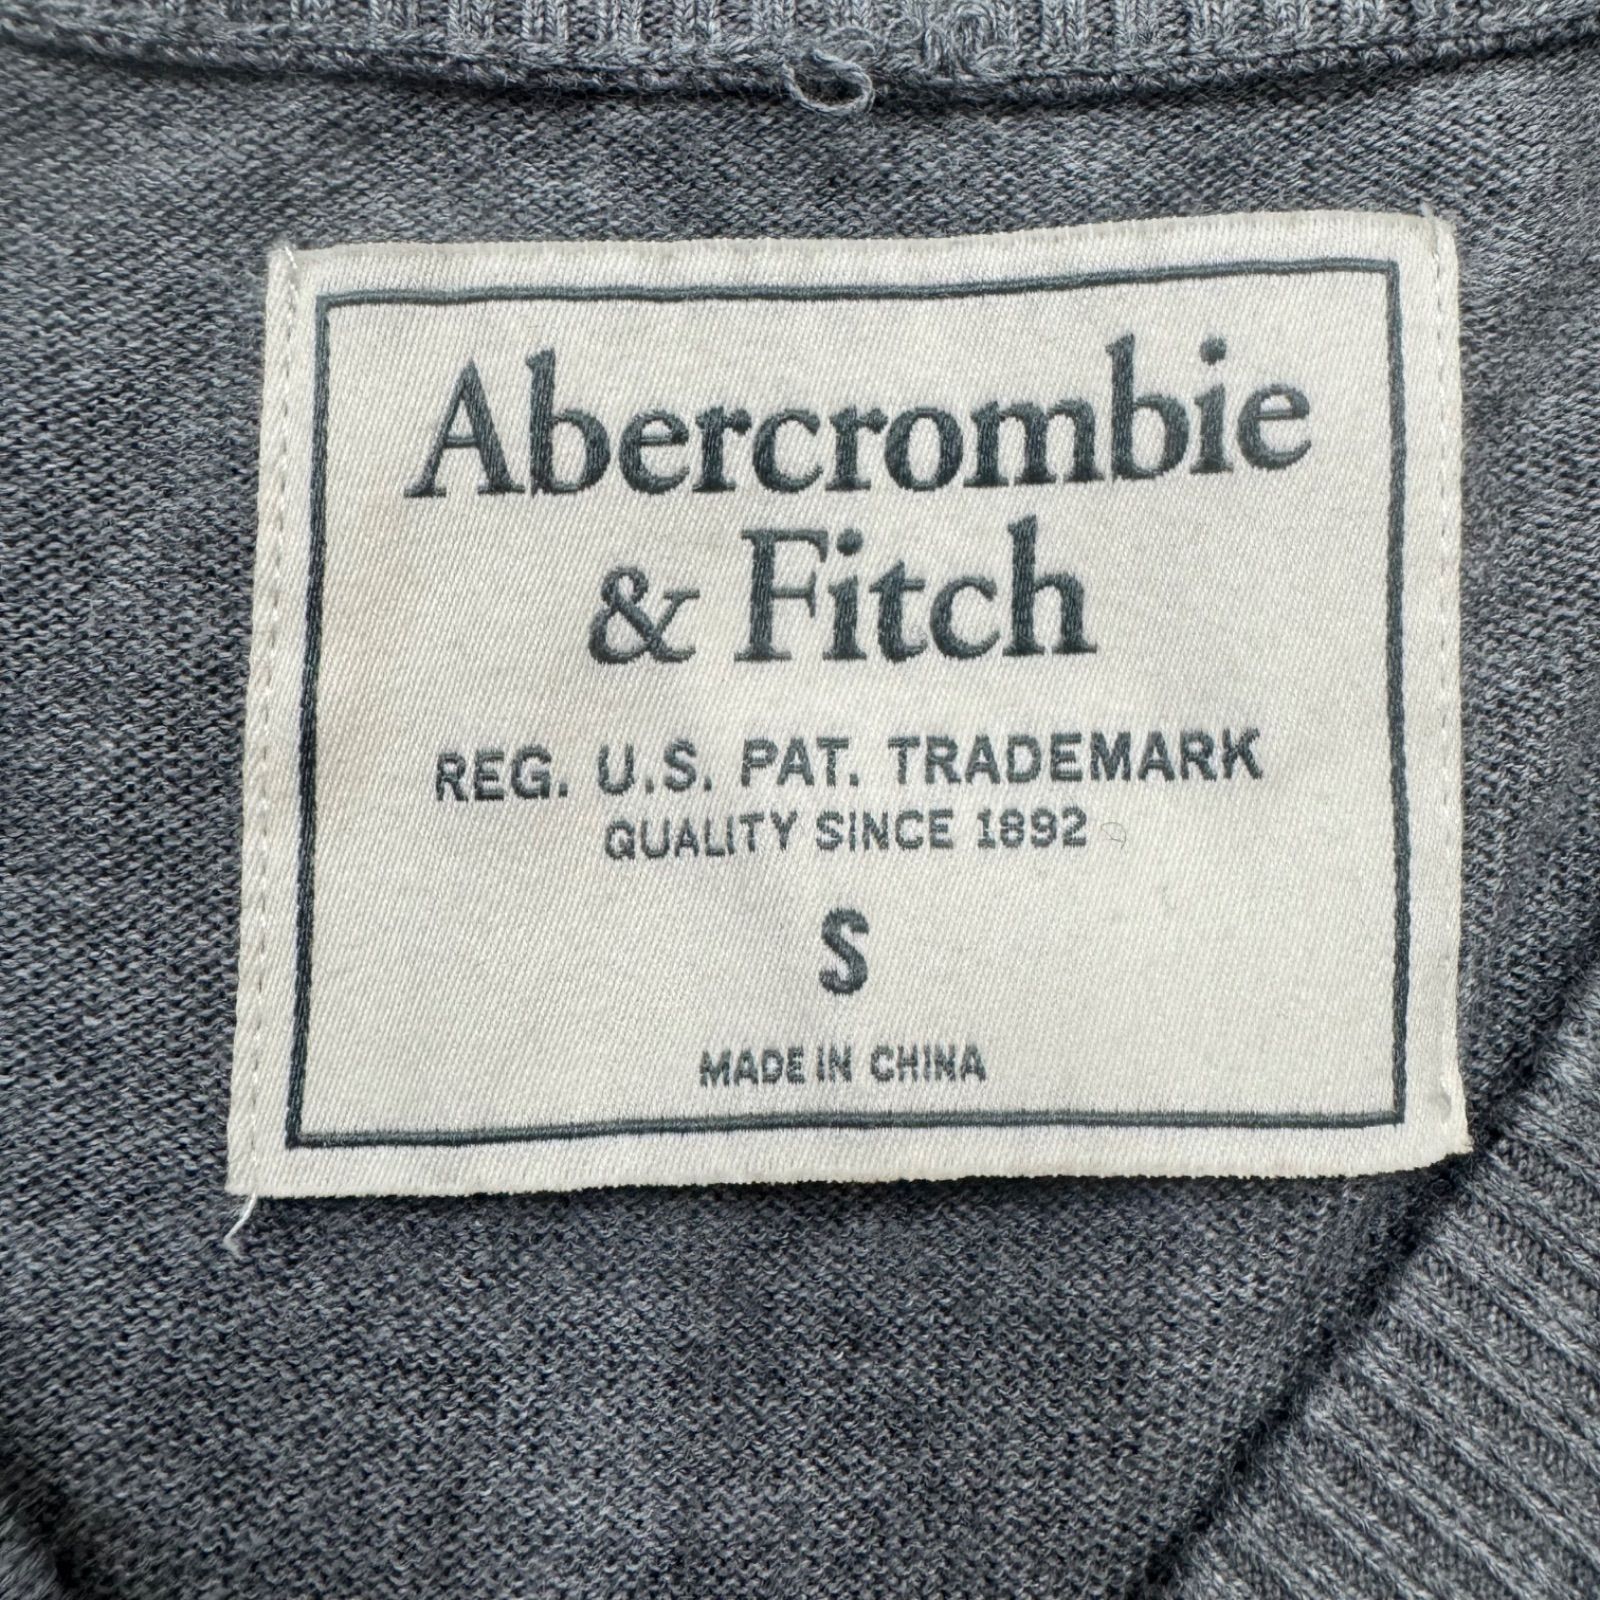 Abercrombie
& Fitch
REG. U.S. PAT. TRADEMARK
QUALITY SINCE 1892
S
MADE IN CHINA